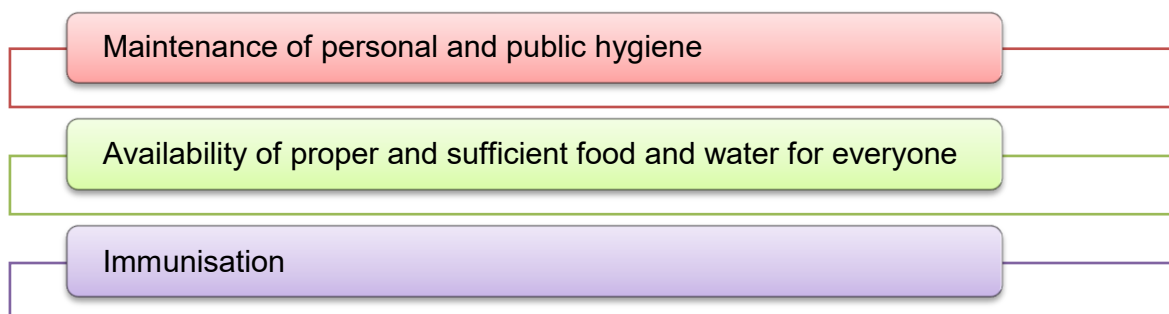 Maintenance of personal and public hygiene
Availability of proper and sufficient food and water for everyone
Immunisation